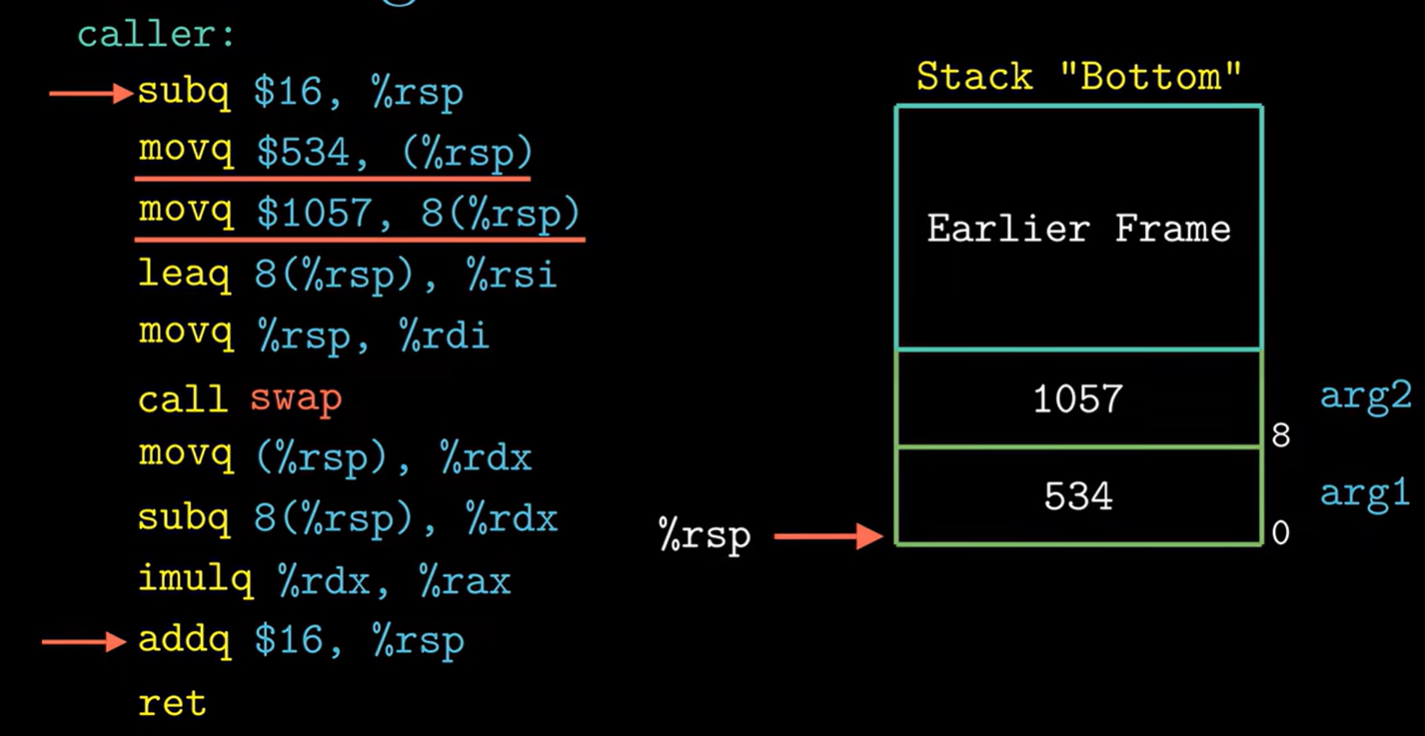 caller:
subq $16, %rsp
movq $534, (%rsp)
movq $1057, 8(%rsp)
leaq 8(%rsp), %rsi
movq %rsp, %rdi
call swap
movq (%rsp), %rdx
subq 8(%rsp), %rdx
imulq %rdx, %rax
addq $16, %rsp
ret
Stack "Bottom"
Earlier Frame
1057
arg2
8
534
arg1
%rsp
0